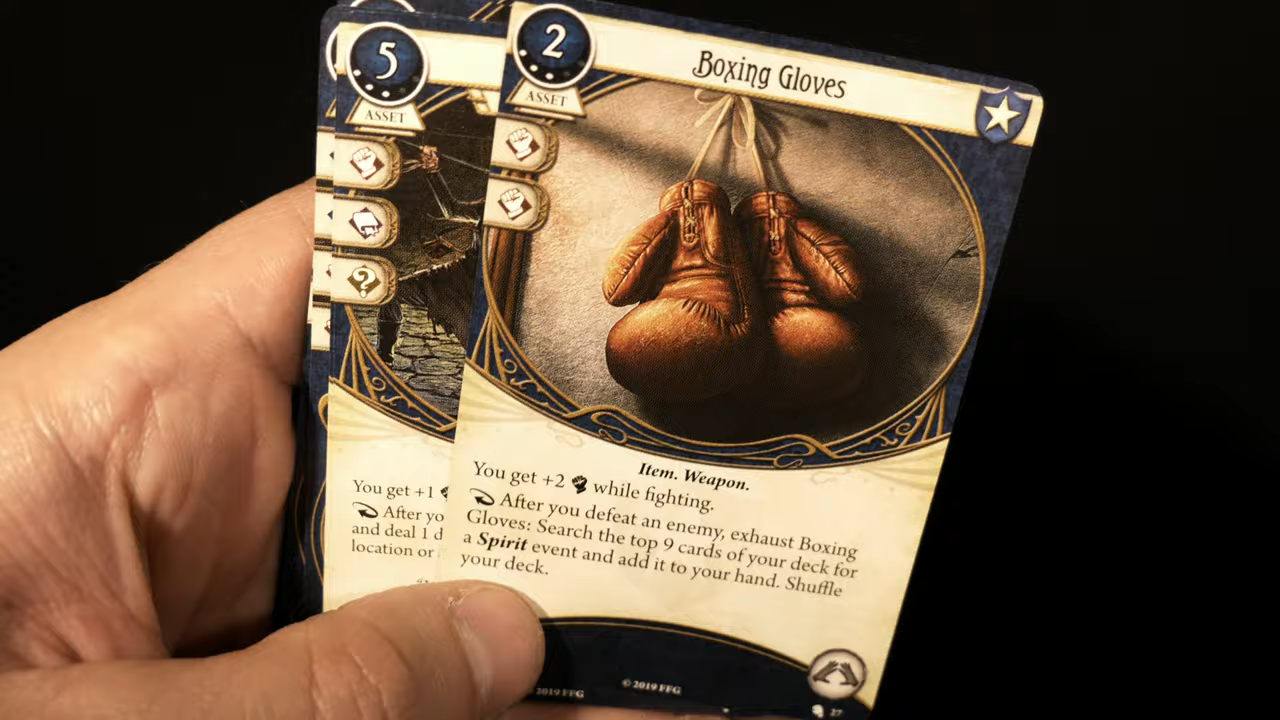 5
ASSET
You get +1
After yo
and deal 1 d
location or
2
Boxing Gloves
ASSET
Item. Weapon.
You get +2 while fighting.
After you defeat an enemy, exhaust Boxing
Gloves: Search the top 9 cards of your deck for
a Spirit event and add it to your hand. Shuffle
your deck.
2019 FFG
© 2019 FFG
27